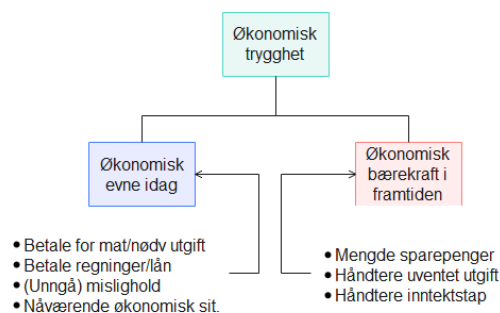 Økonomisk
trygghet
Økonomisk
evne idag
Økonomisk
bærekraft i
framtiden
• Betale for mat/nødv utgift
• Betale regninger/lån
• (Unngå) mislighold
• Nåværende økonomisk sit.
• Mengde sparepenger
• Håndtere uventet utgift
• Håndtere inntektstap